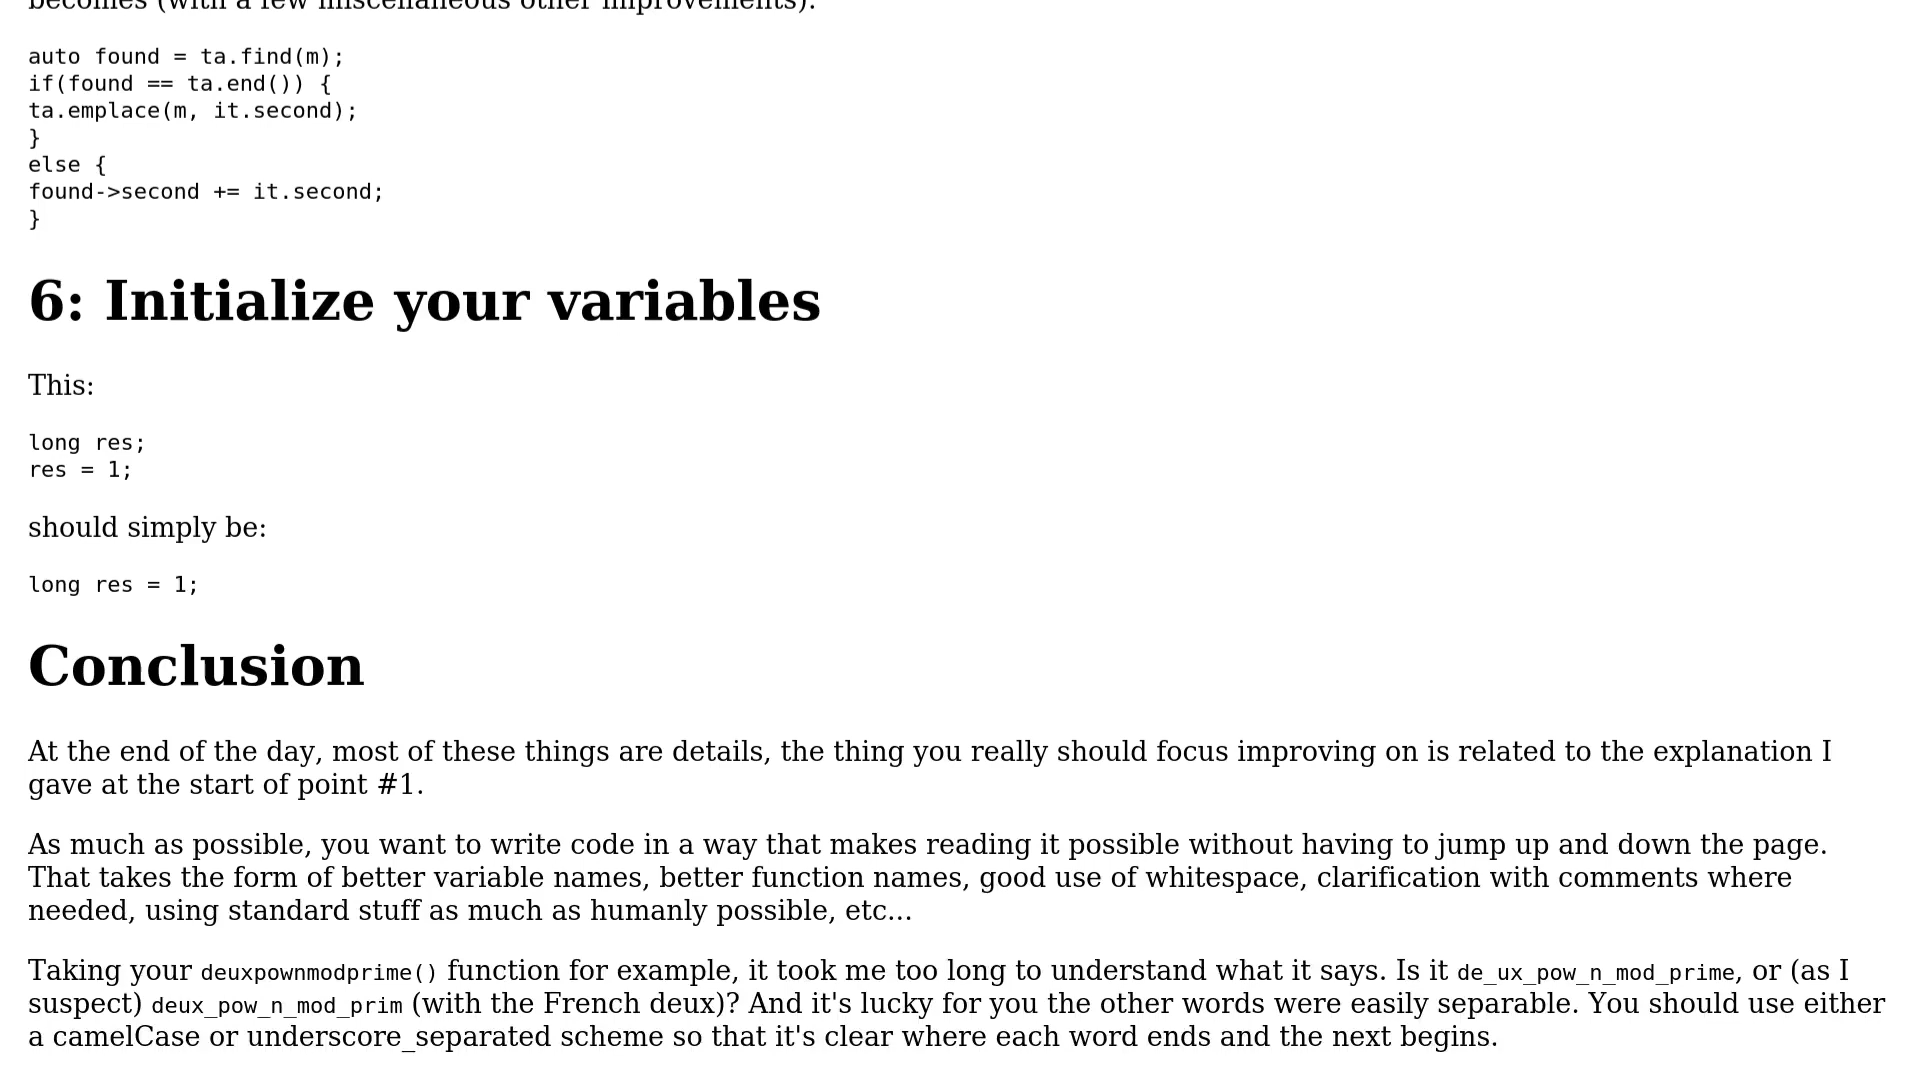 becomes (with a few miscellaneous other improvements):
auto found = ta.find(m);
if(found == ta.end()) {
ta.emplace(m, it.second);
}
else {
found->second += it.second;
}
6: Initialize your variables
This:
long res;
res = 1;
should simply be:
long res = 1;
Conclusion
At the end of the day, most of these things are details, the thing you really should focus improving on is related to the explanation I
gave at the start of point #1.
As much as possible, you want to write code in a way that makes reading it possible without having to jump up and down the page.
That takes the form of better variable names, better function names, good use of whitespace, clarification with comments where
needed, using standard stuff as much as humanly possible, etc...
Taking your deuxpownmodprime() function for example, it took me too long to understand what it says. Is it de_ux_pow_n_mod_prime, or (as I
suspect) deux_pow_n_mod_prim (with the French deux)? And it's lucky for you the other words were easily separable. You should use either
a camelCase or underscore_separated scheme so that it's clear where each word ends and the next begins.